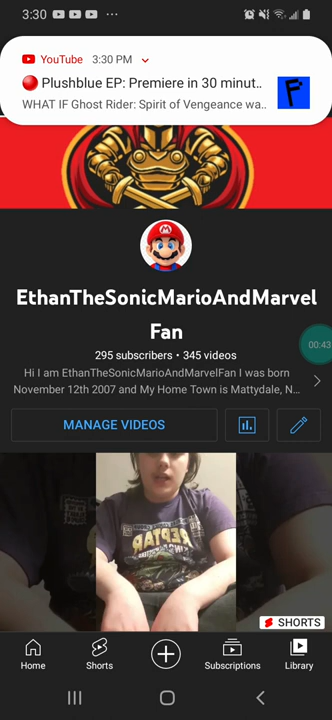 3:30
YouTube 3:30 PM
Plushblue EP: Premiere in 30 minut..
WHAT IF Ghost Rider: Spirit of Vengeance wa..
F
M
EthanTheSonicMarioAndMarvel
Fan
295 subscribers • 345 videos
00:43
Hi I am EthanTheSonicMarioAndMarvelFan I was born
November 12th 2007 and My Home Town is Mattydale, N...
MANAGE VIDEOS
SHORTS
Home
Shorts
Subscriptions
Library